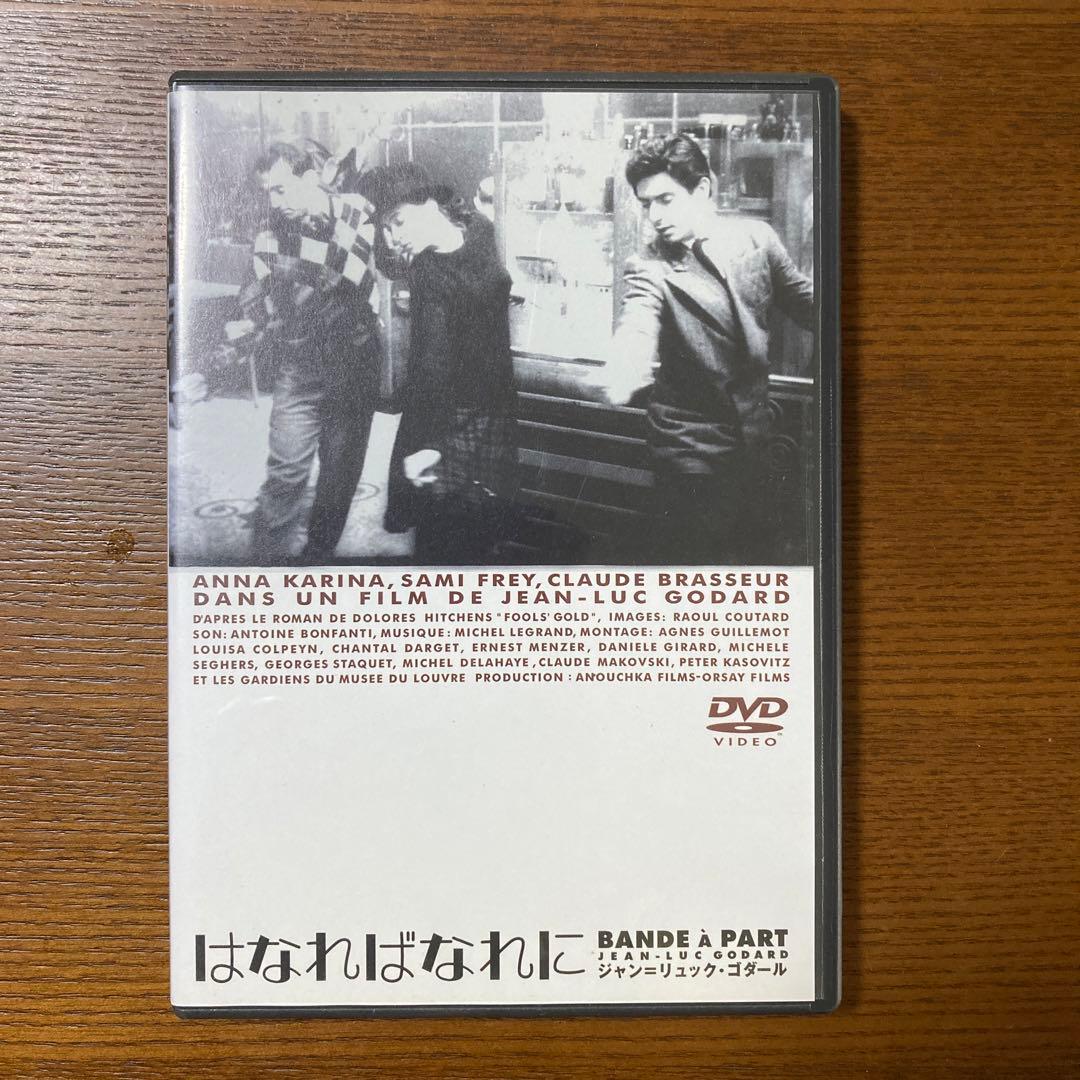 ANNA KARINA, SAMI FREY, CLAUDE BRASSEUR
DANS UN FILM DE JEAN-LUC GODARD
D'APRES LE ROMAN DE DOLORES HITCHENS "FOOLS' GOLD", IMAGES: RAOUL COUTARD
SON: ANTOINE BONFANTI, MUSIQUE: MICHEL LEGRAND, MONTAGE: AGNES GUILLEMOT
LOUISA COLPEYN, CHANTAL DARGET, ERNEST MENZER, DANIELE GIRARD, MICHELE
SEGHERS, GEORGES STAQUET, MICHEL DELAHAYE, CLAUDE MAKOVSKI, PETER KASOVITZ
ET LES GARDIENS DU MUSEE DU LOUVRE PRODUCTION : ANOUCHKA FILMS-ORSAY FILMS
DVD
VIDEO™
はなればなれに
BANDE À PART
JEAN-LUC GODARD
ジャン=リュック・ゴダール